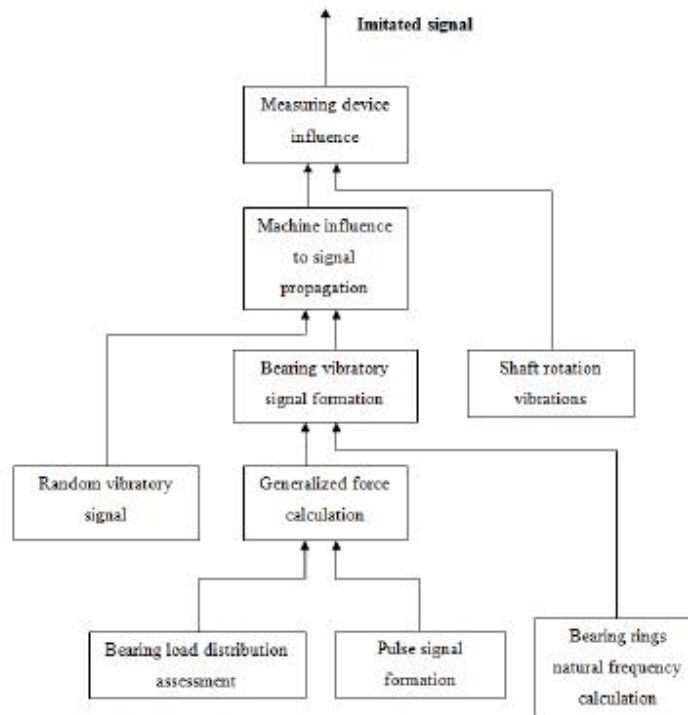 Imitated signal
Measuring device
influence
Machine influence
to signal
propagation
Bearing vibratory
signal formation
Shaft rotation
vibrations
Random vibratory
signal
Generalized force
calculation
Bearing load distribution
assessment
Pulse signal
formation
Bearing rings
natural frequency
calculation